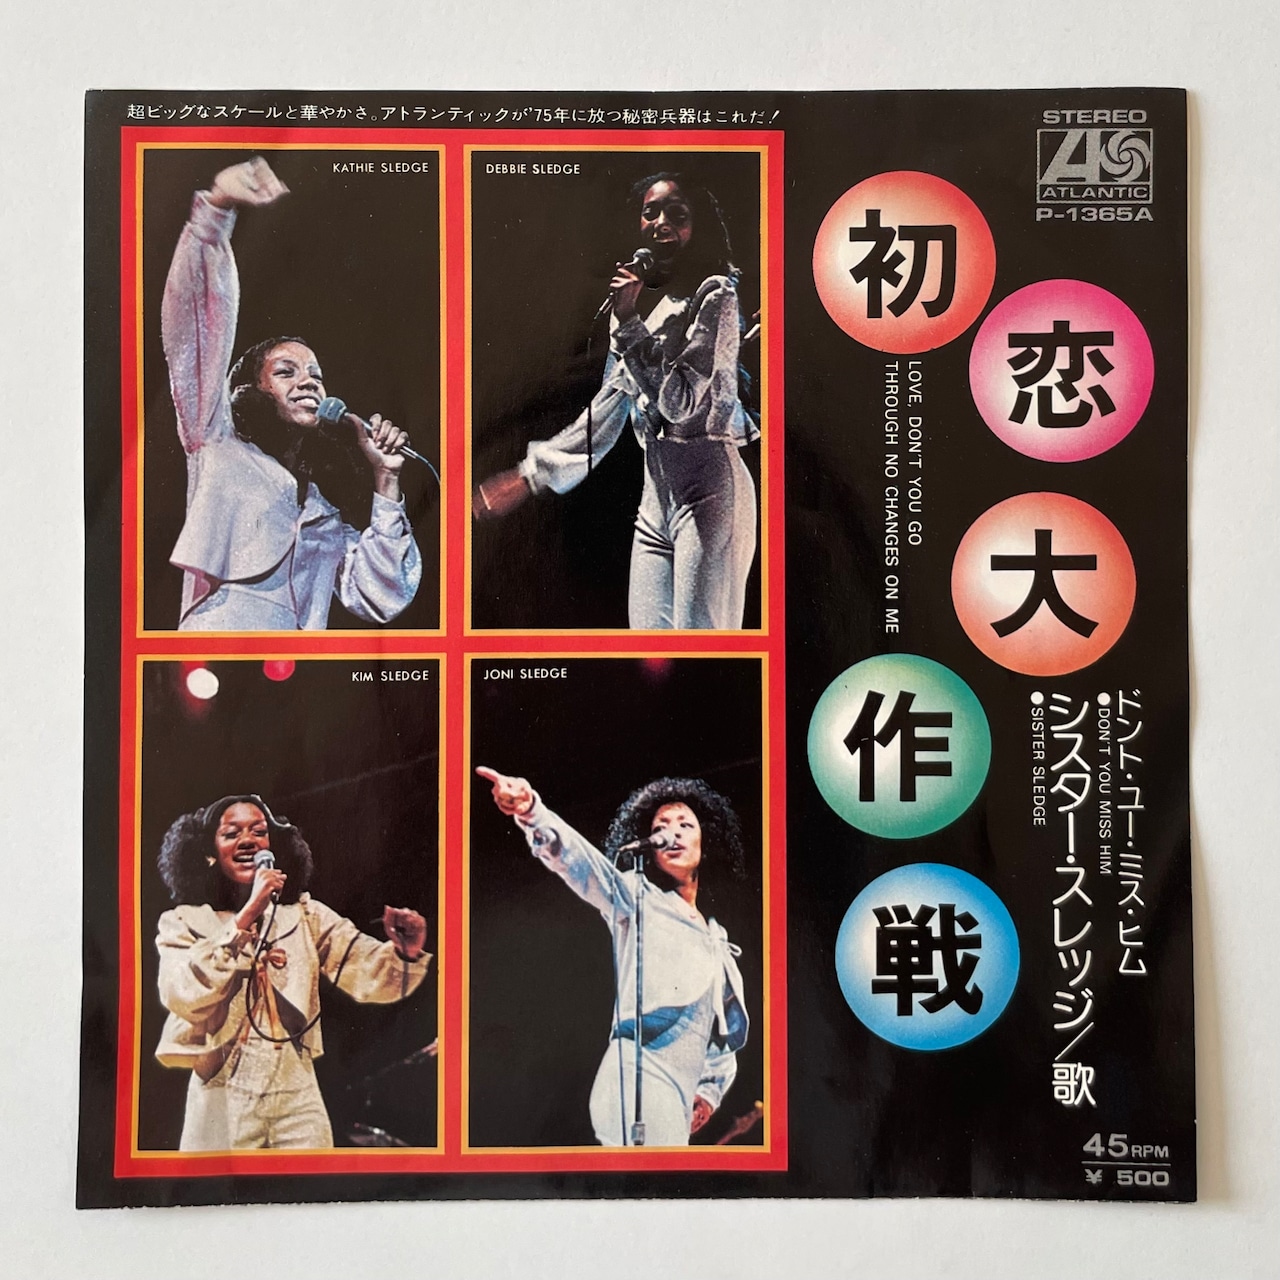 超ビッグなスケールと華やかさ。アトランティックが'75年に放つ秘密兵器はこれだ!
KATHIE SLEDGE
DEBBIE SLEDGE
KIM SLEDGE
JONI SLEDGE
STEREO
ATLANTIC
P-1365A
初恋大作戦
LOVE, DON'T YOU GO
THROUGH NO CHANGES ON ME
ドント・ユー・ミス・ヒム
●DON'T YOU MISS HIM
シスター・スレッジ/歌
●SISTER SLEDGE
45RPM
¥ 500